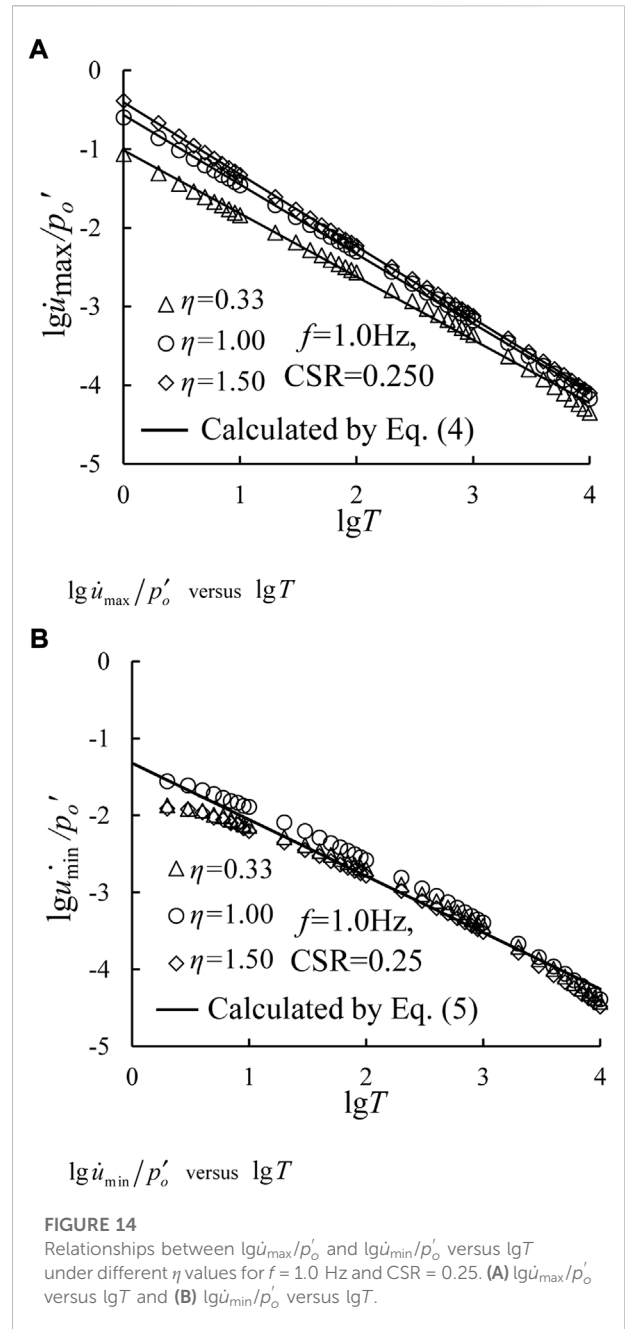 A
0
-1
-2
-3
-4
-5
lgu̇max/pₒ'
η=0.33
η=1.00
η=1.50
f=1.0Hz,
CSR=0.250
Calculated by Eq. (4)
0 1 2 3 4
lgT
lg u̇max/p′ₒ versus lg T
B
0
-1
-2
-3
-4
-5
lgu̇min/pₒ'
η=0.33
η=1.00
η=1.50
f=1.0Hz,
CSR=0.25
Calculated by Eq. (5)
0 1 2 3 4
lgT
lg u̇min/p′ₒ versus lg T
FIGURE 14
Relationships between lgu̇max/p′ₒ and lgu̇min/p′ₒ versus lgT
under different η values for f = 1.0 Hz and CSR = 0.25. (A) lgu̇max/p′ₒ
versus lgT and (B) lgu̇min/p′ₒ versus lgT.